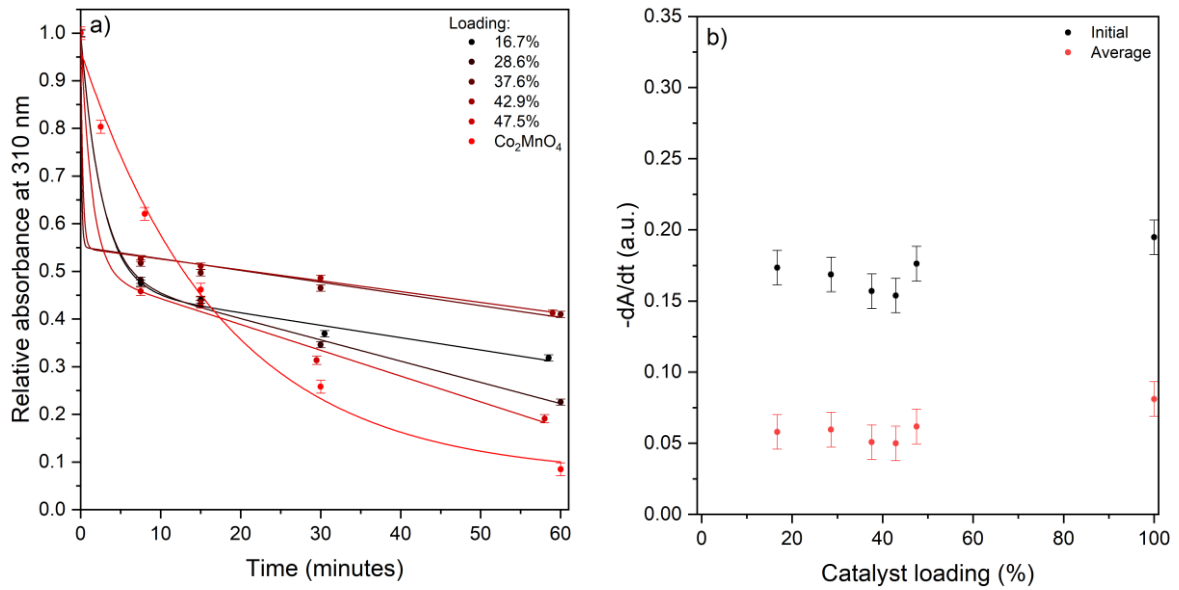 a)
Loading:
16.7%
28.6%
37.6%
42.9%
47.5%
Co₂MnO₄
1.0
0.9
0.8
0.7
0.6
0.5
0.4
0.3
0.2
0.1
0.0
Relative absorbance at 310 nm
0 10 20 30 40 50 60
Time (minutes)
b)
Initial
Average
0.35
0.30
0.25
0.20
0.15
0.10
0.05
0.00
-dA/dt (a.u.)
0 20 40 60 80 100
Catalyst loading (%)